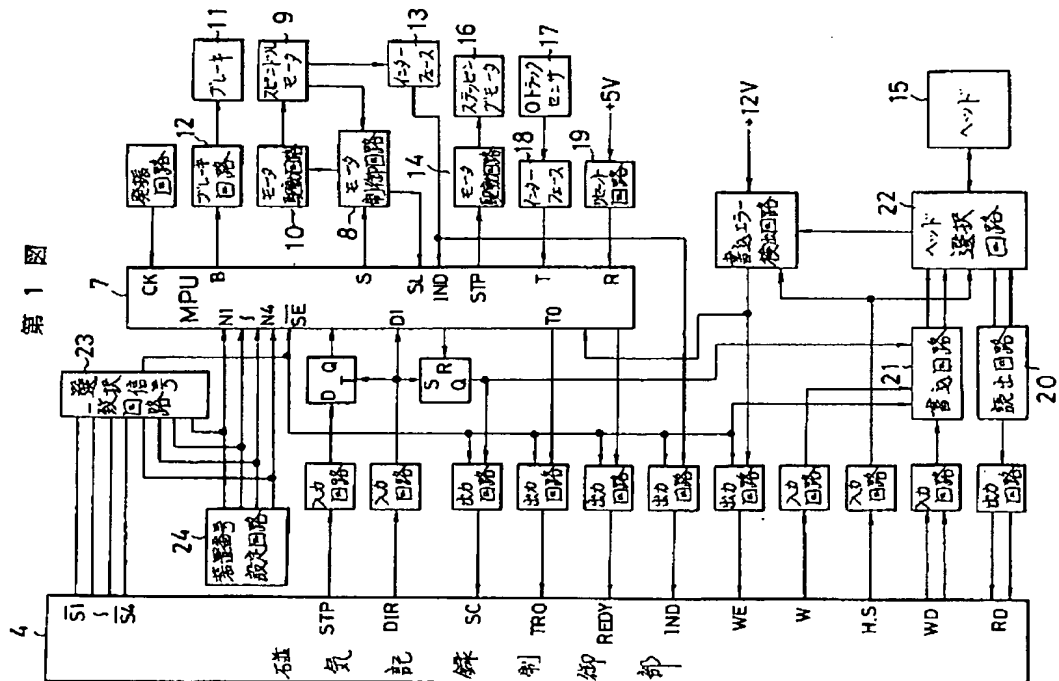 第 1 図
4
磁気記録制御部
S1
~
S4
STP
DIR
SC
TRO
REDY
IND
WE
W
H.S
WD
RD
23
選択信号
一致回路
24
装置番号
設定回路
入力
回路
入力
回路
出力
回路
出力
回路
出力
回路
出力
回路
出力
回路
入力
回路
入力
回路
入力
回路
出力
回路
D Q
T
S R
Q
7
MPU
N1
~
N4
SE
DI
TO
CK
B
S
SL
IND
STP
T
R
発振
回路
12
ブレーキ
回路
11
ブレーキ
10
モータ
駆動回路
9
スピンドル
モータ
8
モータ
制御回路
13
インター
フェース
14
モータ
駆動回路
16
ステッピン
グモータ
17
0トラック
センサ
18
インター
フェース
19
リセット
回路
+5V
+12V
書込エラー
検出回路
15
ヘッド
22
ヘッド
選択
回路
21
書込回路
20
読出回路